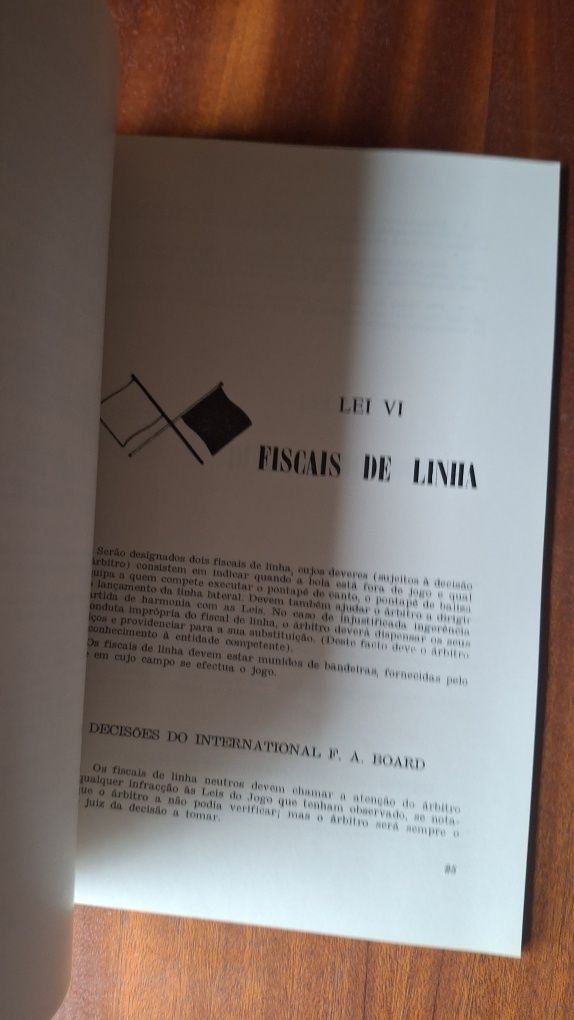 LEI VI
FISCAIS DE LINHA
Serão designados dois fiscais de linha, cujos deveres (sujeitos à decisão
árbitro) consistem em indicar quando a bola está fora de jogo e qual
uipa a quem compete executar o pontapé de canto, o pontapé de baliza
lançamento da linha lateral. Devem também ajudar o árbitro a dirigir
artida de harmonia com as Leis. No caso de injustificada ingerência
onduta imprópria do fiscal de linha, o árbitro deverá dispensar os seus
iços e providenciar para a sua substituição. (Deste facto deve o árbitro
conhecimento à entidade competente).
Os fiscais de linha devem estar munidos de bandeiras, fornecidas pelo
e em cujo campo se efectua o jogo.
DECISÕES DO INTERNATIONAL F. A. BOARD
Os fiscais de linha neutros devem chamar a atenção do árbitro
qualquer infracção às Leis do Jogo que tenham observado, se nota-
que o árbitro a não podia verificar; mas o árbitro será sempre o
juiz da decisão a tomar.
25